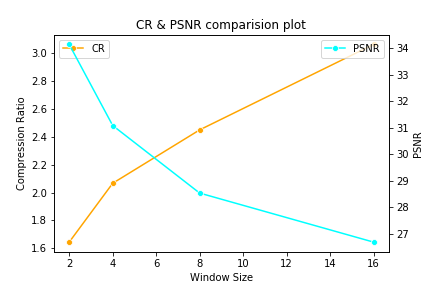 CR & PSNR comparision plot
CR
PSNR
Compression Ratio
3.0
2.8
2.6
2.4
2.2
2.0
1.8
1.6
34
33
32
31
30
29
28
27
PSNR
2 4 6 8 10 12 14 16
Window Size